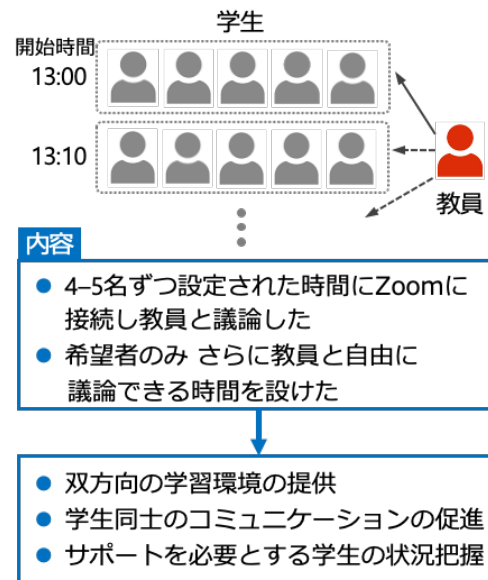 学生
開始時間
13:00
13:10
教員
内容
● 4–5名ずつ設定された時間にZoomに
接続し教員と議論した
● 希望者のみ さらに教員と自由に
議論できる時間を設けた
● 双方向の学習環境の提供
● 学生同士のコミュニケーションの促進
● サポートを必要とする学生の状況把握